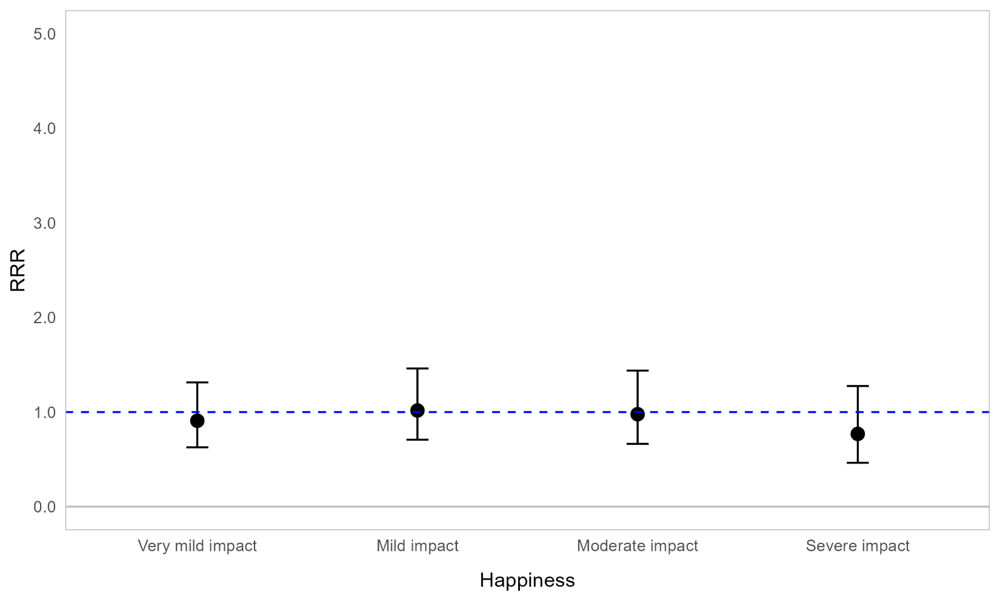 5.0
4.0
3.0
2.0
1.0
0.0
RRR
Very mild impact
Mild impact
Moderate impact
Severe impact
Happiness